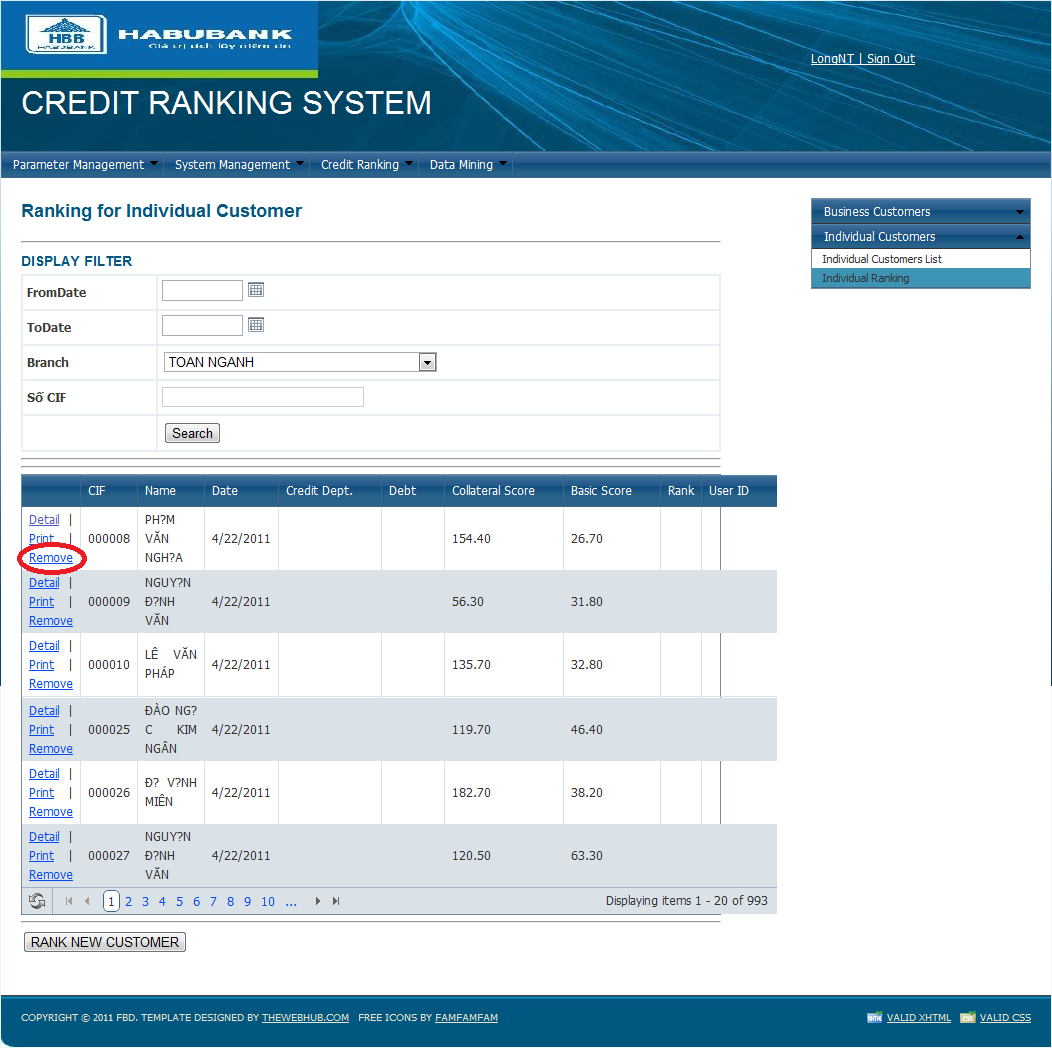 HBB
HABUBANK
HABUBANK
Giá trị tích lũy niềm tin
LongNT | Sign Out
CREDIT RANKING SYSTEM
Parameter Management System Management Credit Ranking Data Mining
Ranking for Individual Customer
Business Customers
Individual Customers
Individual Customers List
Individual Ranking
DISPLAY FILTER
FromDate
ToDate
Branch TOAN NGANH
Số CIF
Search
CIF Name Date Credit Dept. Debt Collateral Score Basic Score Rank User ID
Detail | PH?M
Print | 000008 VĂN 4/22/2011 154.40 26.70
Remove NGH?A
Detail | NGUY?N
Print | 000009 Đ?NH 4/22/2011 56.30 31.80
Remove VĂN
Detail | LÊ VĂN
Print | 000010 4/22/2011 135.70 32.80
Remove PHÁP
Detail | ĐÀO NG?
Print | 000025 C KIM 4/22/2011 119.70 46.40
Remove NGÂN
Detail | Đ? V?NH
Print | 000026 4/22/2011 182.70 38.20
Remove MIÊN
Detail | NGUY?N
Print | 000027 Đ?NH 4/22/2011 120.50 63.30
Remove VĂN
1 2 3 4 5 6 7 8 9 10 ... Displaying items 1 - 20 of 993
RANK NEW CUSTOMER
COPYRIGHT © 2011 FBD. TEMPLATE DESIGNED BY THEWEBHUB.COM FREE ICONS BY FAMFAMFAM VALID XHTML VALID CSS